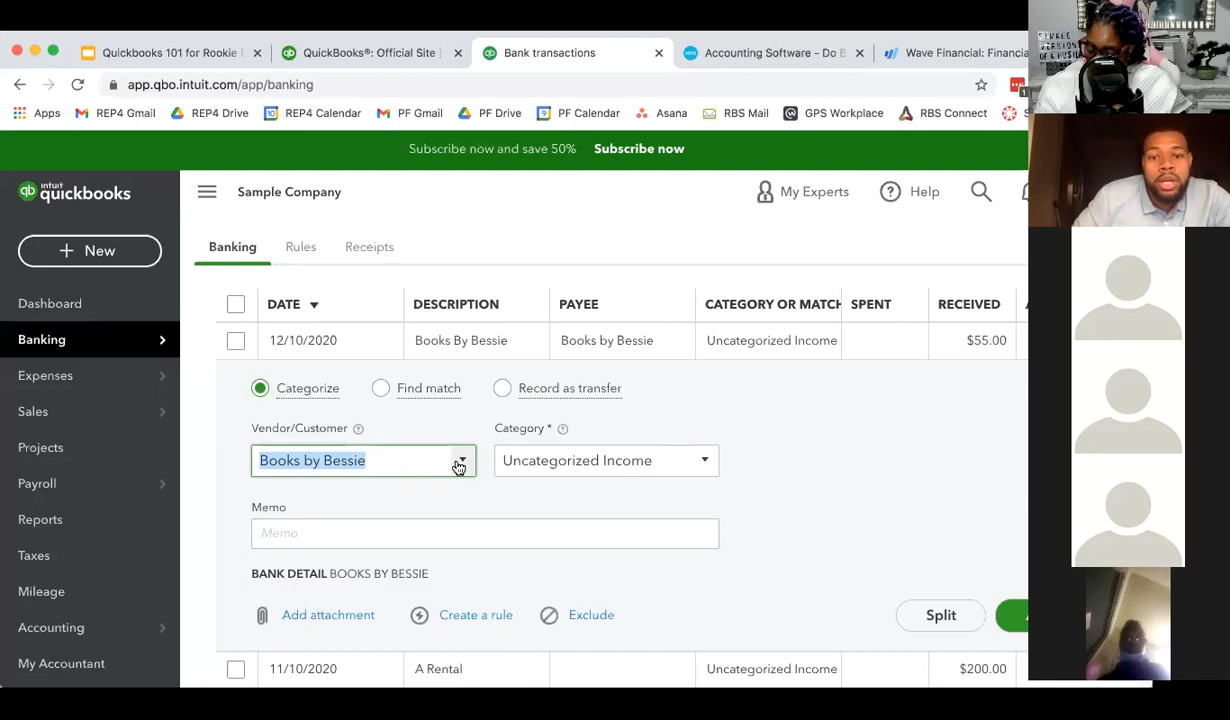 Quickbooks 101 for Rookie
QuickBooks®: Official Site
Bank transactions
Accounting Software - Do B
Wave Financial: Financi
app.qbo.intuit.com/app/banking
Apps
REP4 Gmail
REP4 Drive
REP4 Calendar
PF Gmail
PF Drive
PF Calendar
Asana
RBS Mail
GPS Workplace
RBS Connect
Subscribe now and save 50% Subscribe now
intuit
quickbooks
Sample Company
My Experts
Help
+ New
Banking
Rules
Receipts
Dashboard
Banking
Expenses
Sales
Projects
Payroll
Reports
Taxes
Mileage
Accounting
My Accountant
DATE DESCRIPTION PAYEE CATEGORY OR MATCH SPENT RECEIVED
12/10/2020 Books By Bessie Books by Bessie Uncategorized Income $55.00
Categorize Find match Record as transfer
Vendor/Customer Category *
Books by Bessie Uncategorized Income
Memo
Memo
BANK DETAIL BOOKS BY BESSIE
Add attachment Create a rule Exclude Split
11/10/2020 A Rental Uncategorized Income $200.00